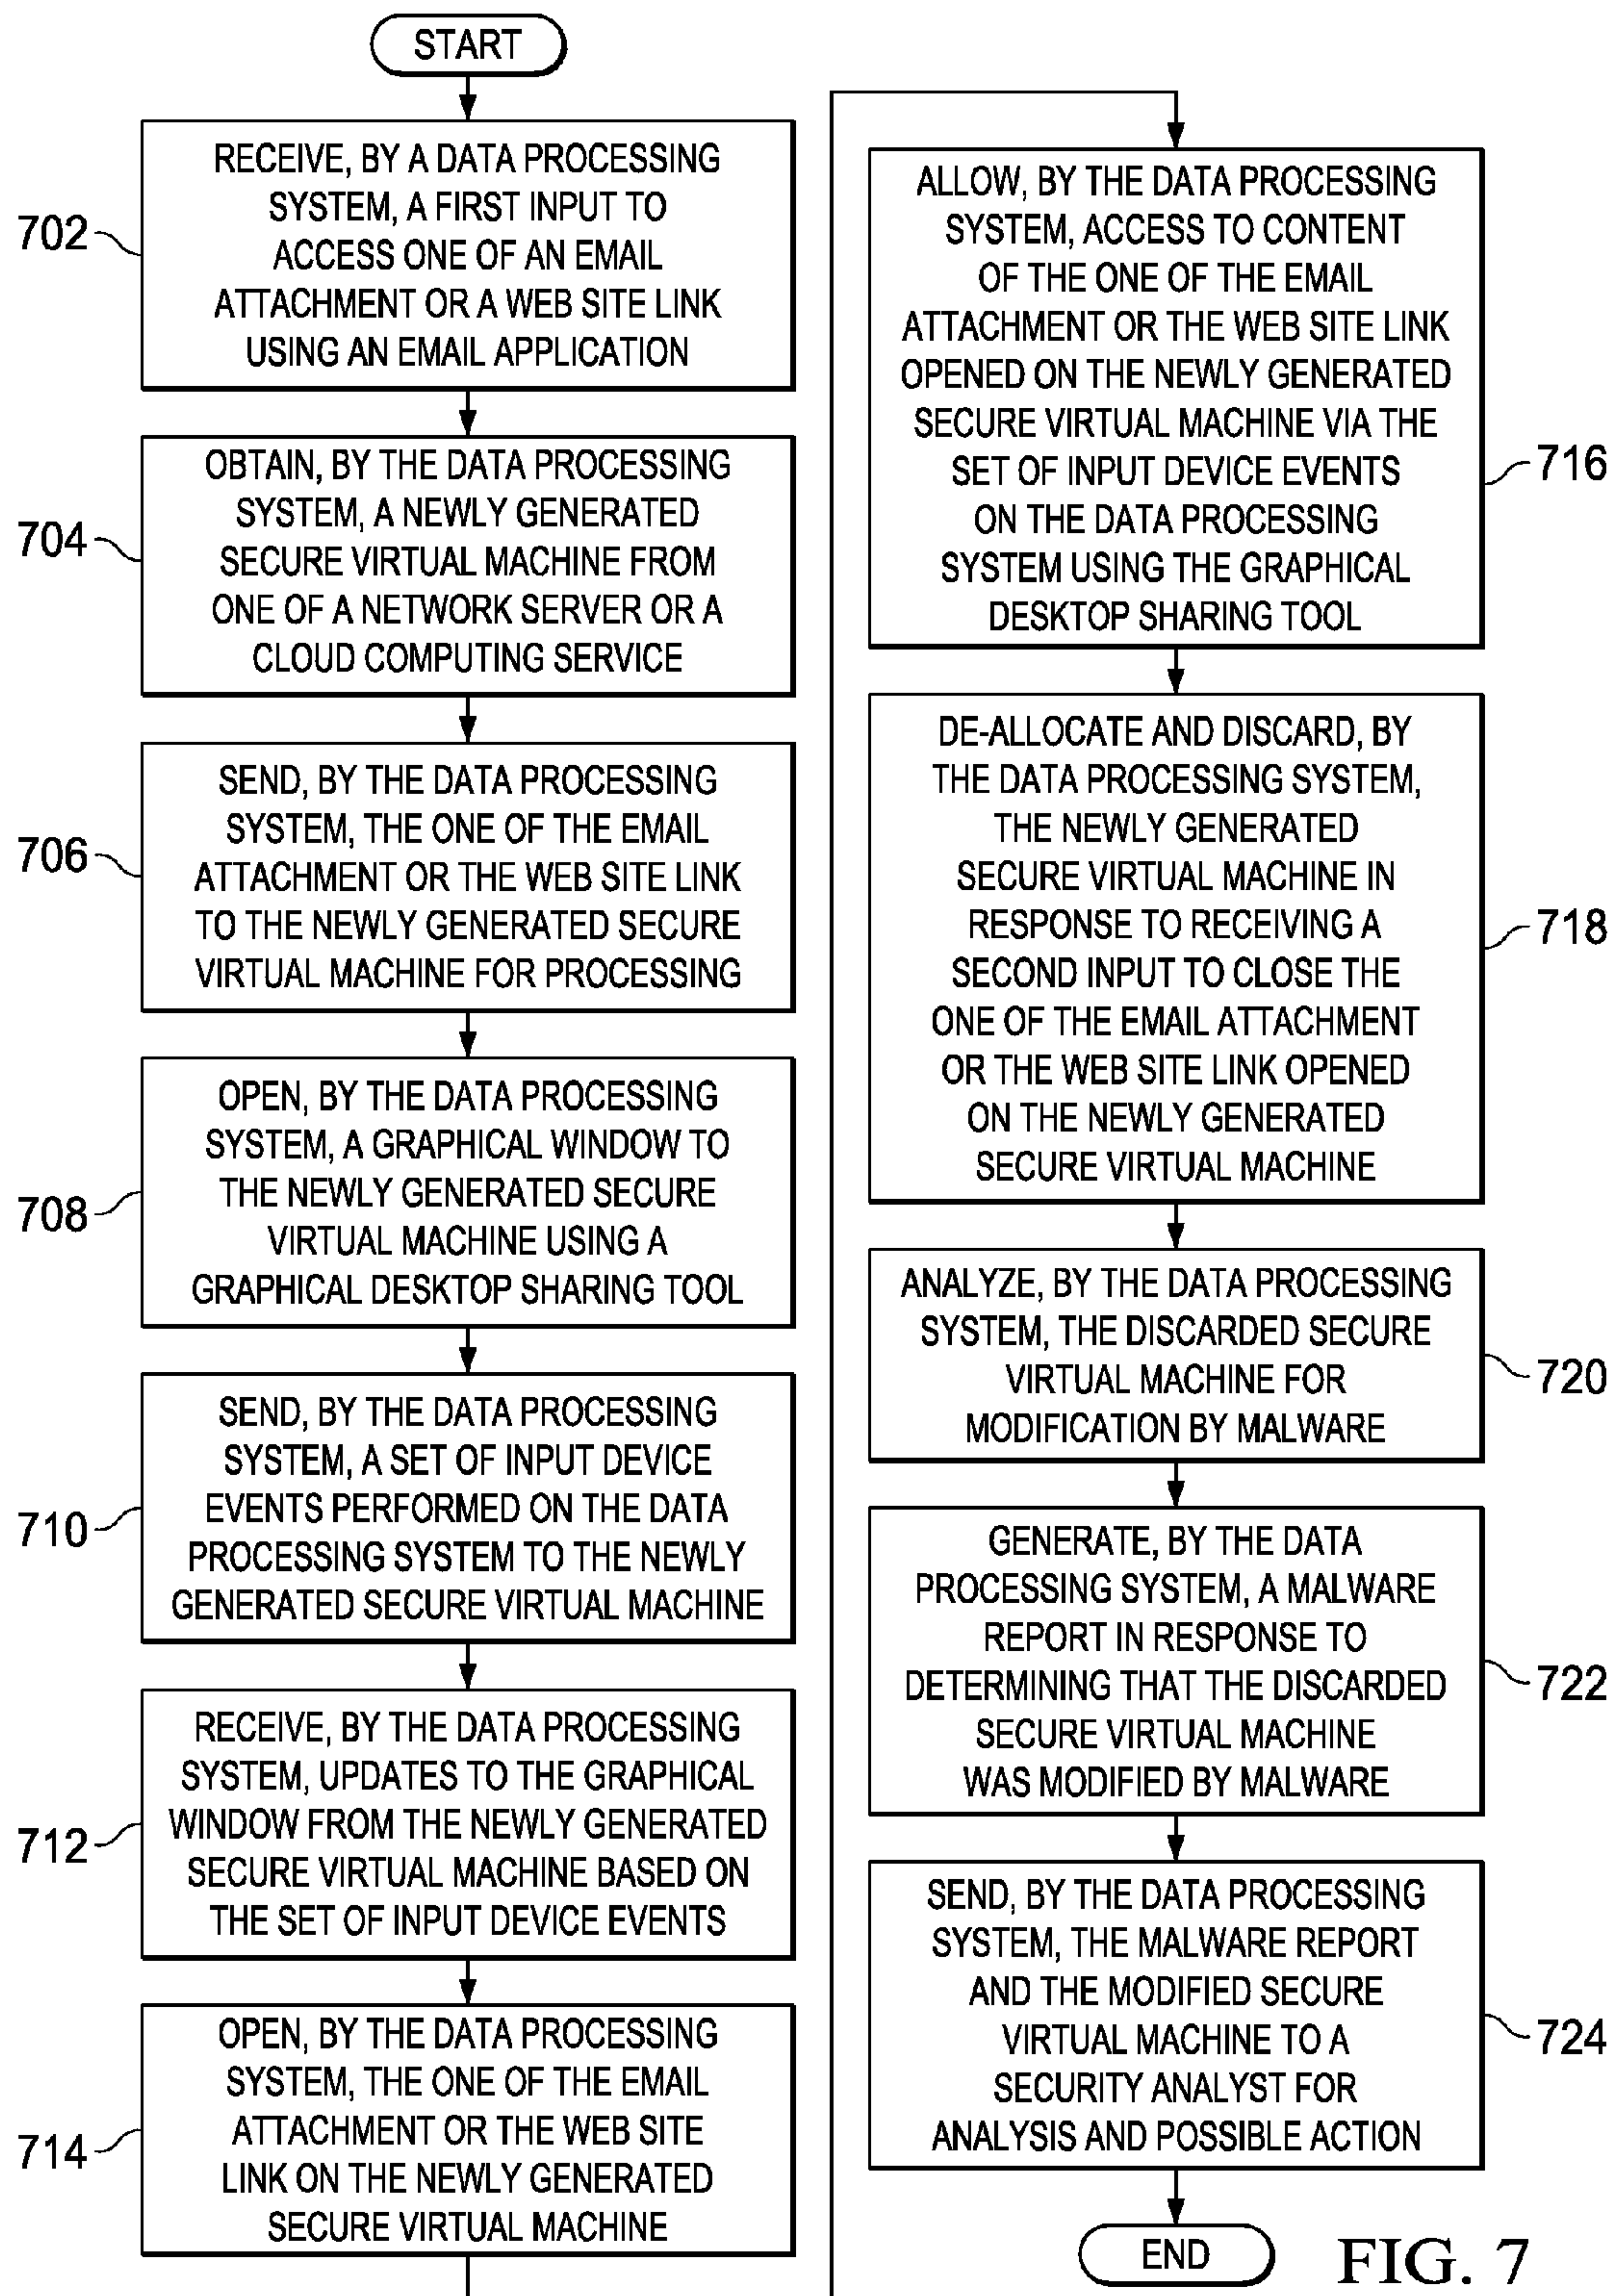 START
702
RECEIVE, BY A DATA PROCESSING
SYSTEM, A FIRST INPUT TO
ACCESS ONE OF AN EMAIL
ATTACHMENT OR A WEB SITE LINK
USING AN EMAIL APPLICATION
704
OBTAIN, BY THE DATA PROCESSING
SYSTEM, A NEWLY GENERATED
SECURE VIRTUAL MACHINE FROM
ONE OF A NETWORK SERVER OR A
CLOUD COMPUTING SERVICE
706
SEND, BY THE DATA PROCESSING
SYSTEM, THE ONE OF THE EMAIL
ATTACHMENT OR THE WEB SITE LINK
TO THE NEWLY GENERATED SECURE
VIRTUAL MACHINE FOR PROCESSING
708
OPEN, BY THE DATA PROCESSING
SYSTEM, A GRAPHICAL WINDOW TO
THE NEWLY GENERATED SECURE
VIRTUAL MACHINE USING A
GRAPHICAL DESKTOP SHARING TOOL
710
SEND, BY THE DATA PROCESSING
SYSTEM, A SET OF INPUT DEVICE
EVENTS PERFORMED ON THE DATA
PROCESSING SYSTEM TO THE NEWLY
GENERATED SECURE VIRTUAL MACHINE
712
RECEIVE, BY THE DATA PROCESSING
SYSTEM, UPDATES TO THE GRAPHICAL
WINDOW FROM THE NEWLY GENERATED
SECURE VIRTUAL MACHINE BASED ON
THE SET OF INPUT DEVICE EVENTS
714
OPEN, BY THE DATA PROCESSING
SYSTEM, THE ONE OF THE EMAIL
ATTACHMENT OR THE WEB SITE
LINK ON THE NEWLY GENERATED
SECURE VIRTUAL MACHINE
ALLOW, BY THE DATA PROCESSING
SYSTEM, ACCESS TO CONTENT
OF THE ONE OF THE EMAIL
ATTACHMENT OR THE WEB SITE LINK
OPENED ON THE NEWLY GENERATED
SECURE VIRTUAL MACHINE VIA THE
SET OF INPUT DEVICE EVENTS
ON THE DATA PROCESSING
SYSTEM USING THE GRAPHICAL
DESKTOP SHARING TOOL
716
DE-ALLOCATE AND DISCARD, BY
THE DATA PROCESSING SYSTEM,
THE NEWLY GENERATED
SECURE VIRTUAL MACHINE IN
RESPONSE TO RECEIVING A
SECOND INPUT TO CLOSE THE
ONE OF THE EMAIL ATTACHMENT
OR THE WEB SITE LINK OPENED
ON THE NEWLY GENERATED
SECURE VIRTUAL MACHINE
718
ANALYZE, BY THE DATA PROCESSING
SYSTEM, THE DISCARDED SECURE
VIRTUAL MACHINE FOR
MODIFICATION BY MALWARE
720
GENERATE, BY THE DATA
PROCESSING SYSTEM, A MALWARE
REPORT IN RESPONSE TO
DETERMINING THAT THE DISCARDED
SECURE VIRTUAL MACHINE
WAS MODIFIED BY MALWARE
722
SEND, BY THE DATA PROCESSING
SYSTEM, THE MALWARE REPORT
AND THE MODIFIED SECURE
VIRTUAL MACHINE TO A
SECURITY ANALYST FOR
ANALYSIS AND POSSIBLE ACTION
724
END
FIG. 7